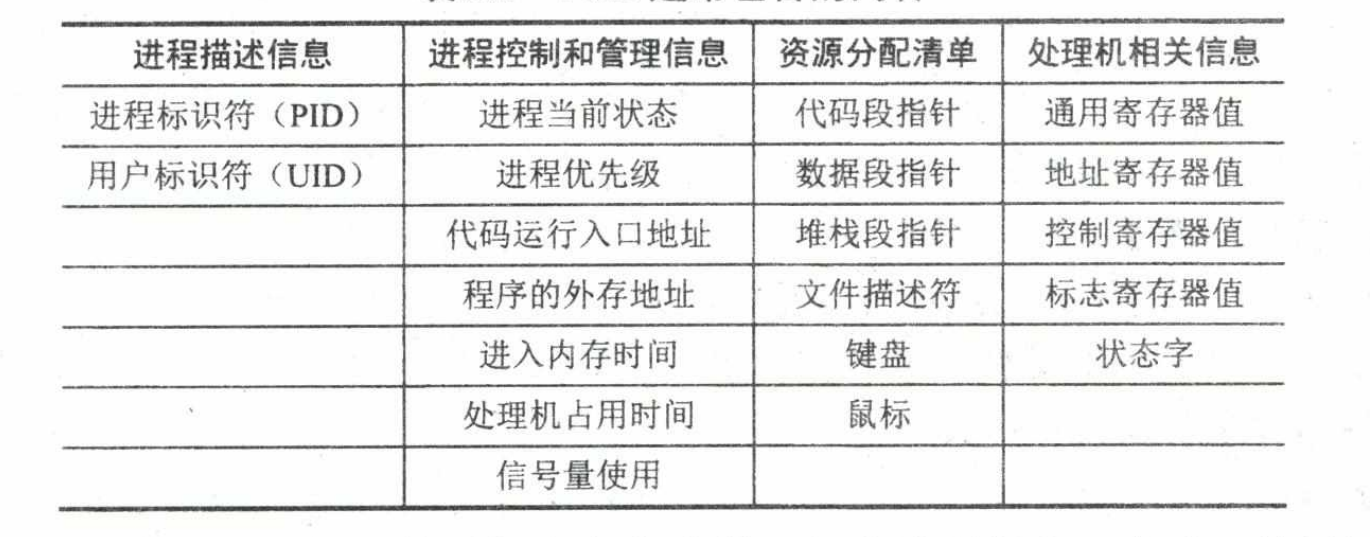 进程描述信息 进程控制和管理信息 资源分配清单 处理机相关信息
进程标识符（PID） 进程当前状态 代码段指针 通用寄存器值
用户标识符（UID） 进程优先级 数据段指针 地址寄存器值
代码运行入口地址 堆栈段指针 控制寄存器值
程序的外存地址 文件描述符 标志寄存器值
进入内存时间 键盘 状态字
处理机占用时间 鼠标
信号量使用